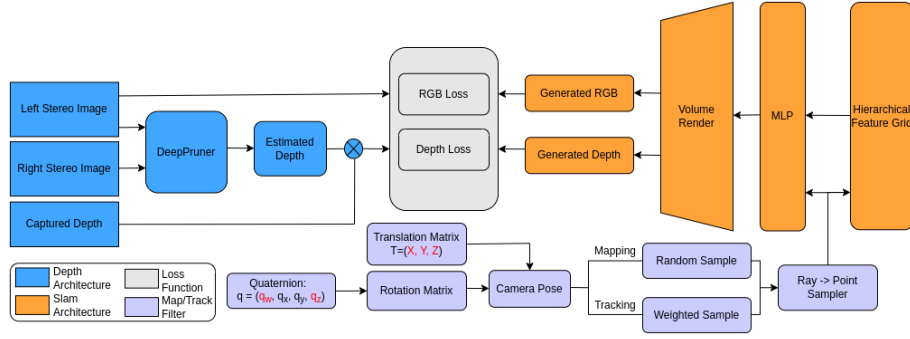 Left Stereo Image
Right Stereo Image
Captured Depth
DeepPruner
Estimated
Depth
RGB Loss
Depth Loss
Generated RGB
Generated Depth
Volume
Render
MLP
Hierarchical
Feature Grid
Translation Matrix
T=(X, Y, Z)
Quaternion:
q = (qw, qx, qy, qz)
Rotation Matrix
Camera Pose
Mapping
Tracking
Random Sample
Weighted Sample
Ray -> Point
Sampler
Depth
Architecture
Slam
Architecture
Loss
Function
Map/Track
Filter